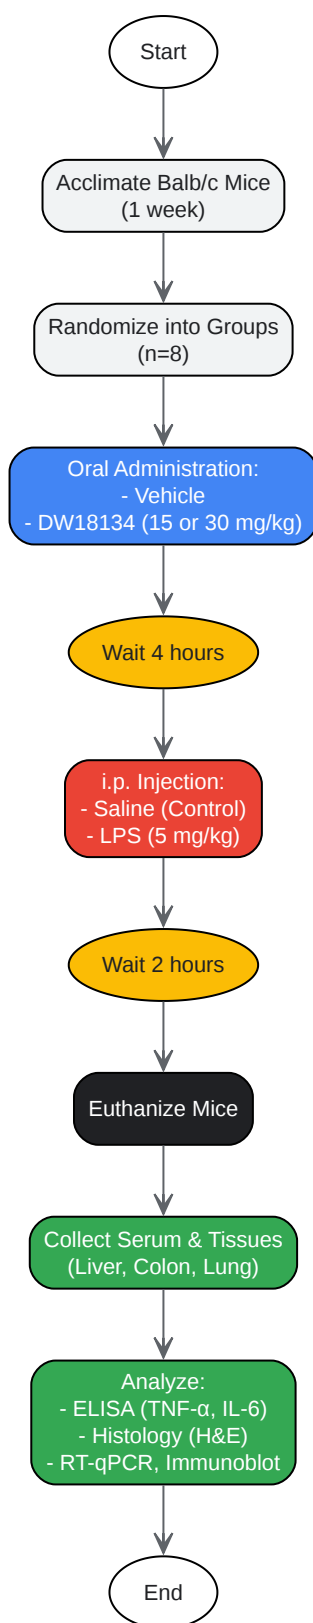 Start
Acclimate Balb/c Mice
(1 week)
Randomize into Groups
(n=8)
Oral Administration:
- Vehicle
- DW18134 (15 or 30 mg/kg)
Wait 4 hours
i.p. Injection:
- Saline (Control)
- LPS (5 mg/kg)
Wait 2 hours
Euthanize Mice
Collect Serum & Tissues
(Liver, Colon, Lung)
Analyze:
- ELISA (TNF-α, IL-6)
- Histology (H&E)
- RT-qPCR, Immunoblot
End